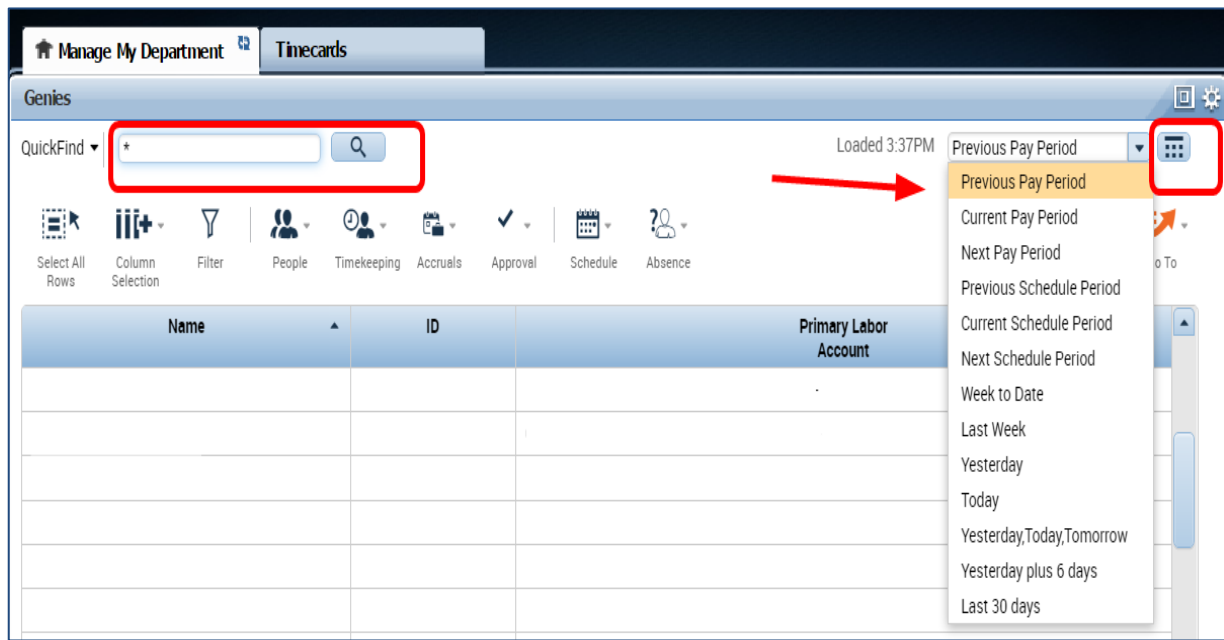 Manage My Department
Timecards
Genies
QuickFind
*
Loaded 3:37PM
Previous Pay Period
Previous Pay Period
Current Pay Period
Next Pay Period
Previous Schedule Period
Current Schedule Period
Next Schedule Period
Week to Date
Last Week
Yesterday
Today
Yesterday,Today,Tomorrow
Yesterday plus 6 days
Last 30 days
Select All
Rows
Column
Selection
Filter
People
Timekeeping
Accruals
Approval
Schedule
Absence
o To
Name
ID
Primary Labor
Account